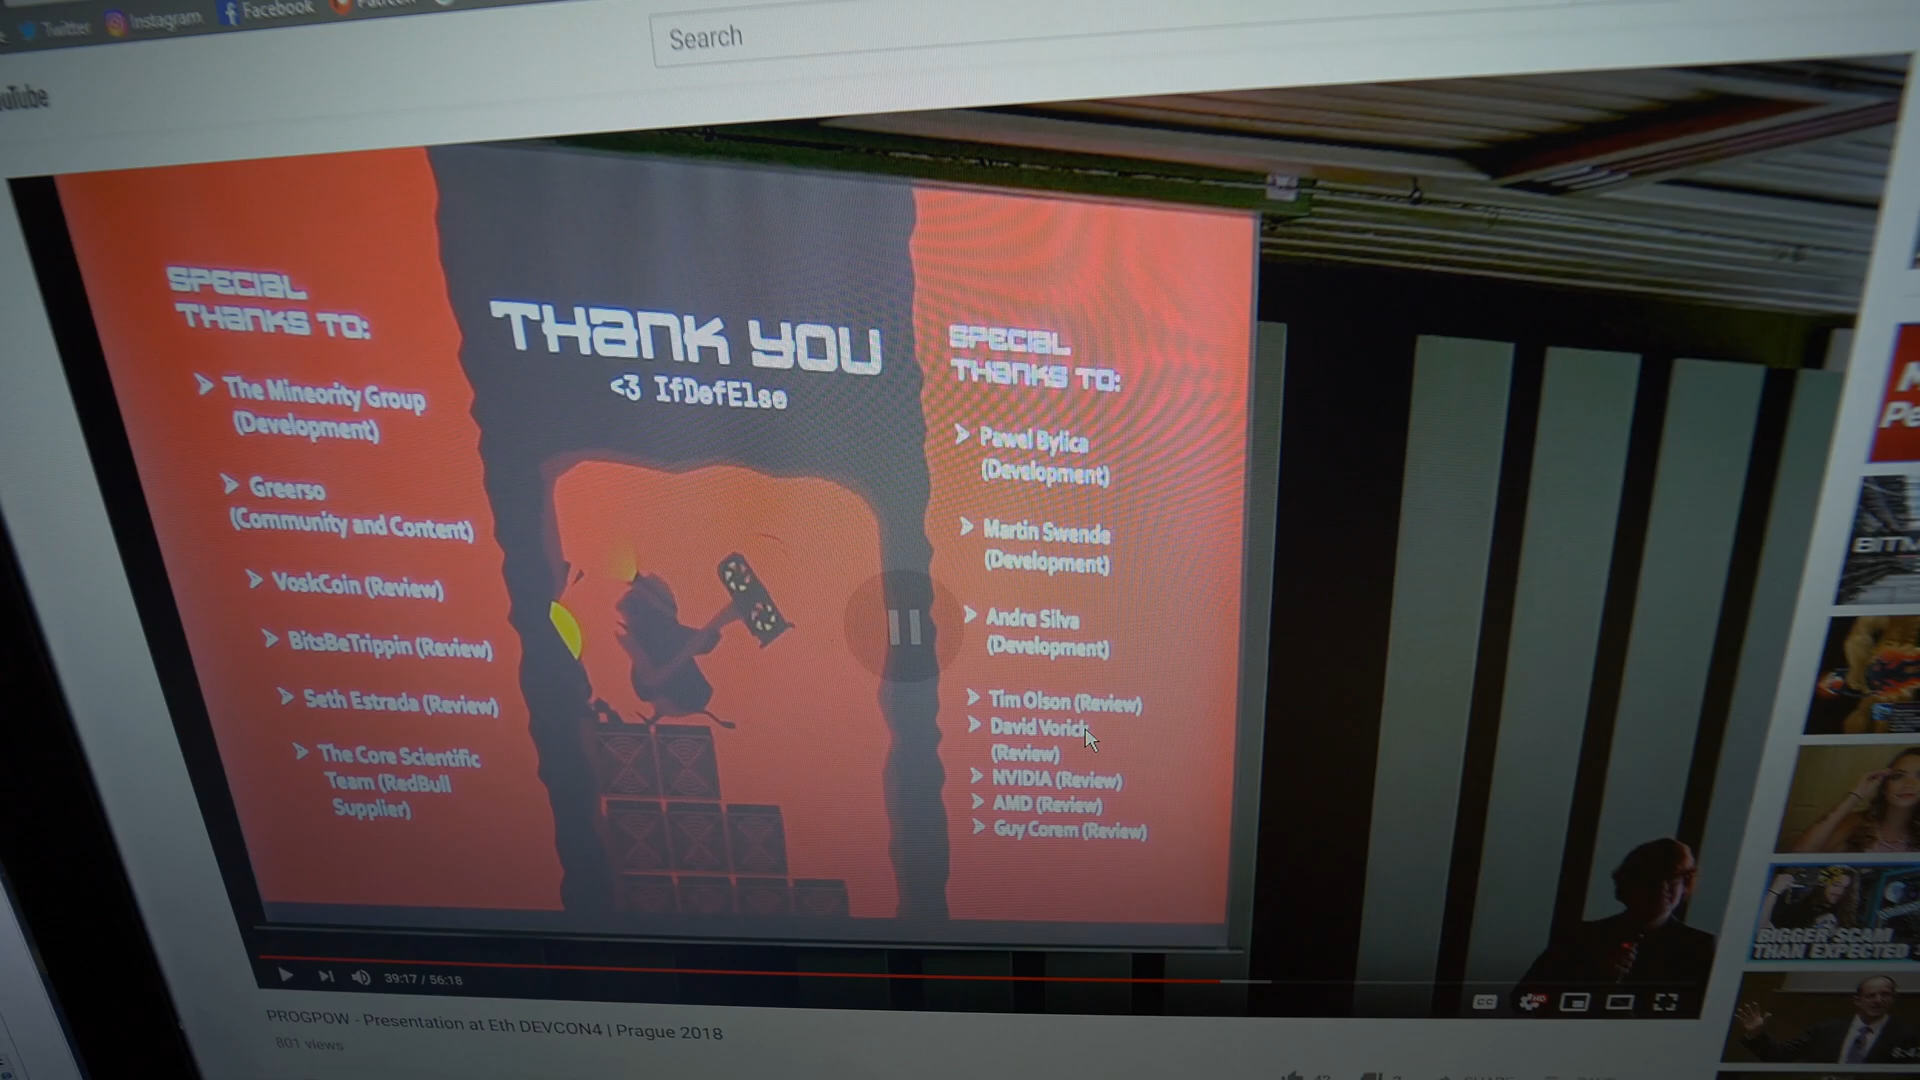 Twitter
Instagram
Facebook
Search
SPECIAL
THANKS TO:
The Mineority Group
(Development)
Greerso
(Community and Content)
VoskCoin (Review)
BitsBeTrippin (Review)
Seth Estrada (Review)
The Core Scientific
Team (RedBull
Supplier)
THANK YOU
<3 IfDefElse
SPECIAL
THANKS TO:
Pawel Bylica
(Development)
Martin Swende
(Development)
Andre Silva
(Development)
Tim Olson (Review)
David Vorick
(Review)
NVIDIA (Review)
AMD (Review)
Guy Corem (Review)
BIGGER SCAM
THAN EXPECTED
39:17 / 56:18
CC
HD
PROGPOW - Presentation at Eth DEVCON4 | Prague 2018
801 views